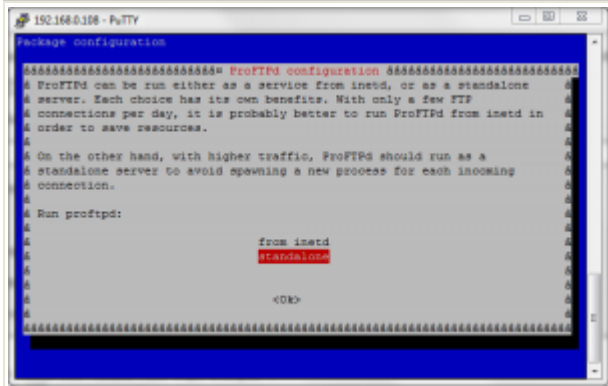 192.168.0.108 - PuTTY
Package configuration
ProFTPd configuration
ProFTPd can be run either as a service from inetd, or as a standalone
server. Each choice has its own benefits. With only a few FTP
connections per day, it is probably better to run ProFTPd from inetd in
order to save resources.
On the other hand, with higher traffic, ProFTPd should run as a
standalone server to avoid spawning a new process for each incoming
connection.
Run proftpd:
from inetd
standalone
<Ok>